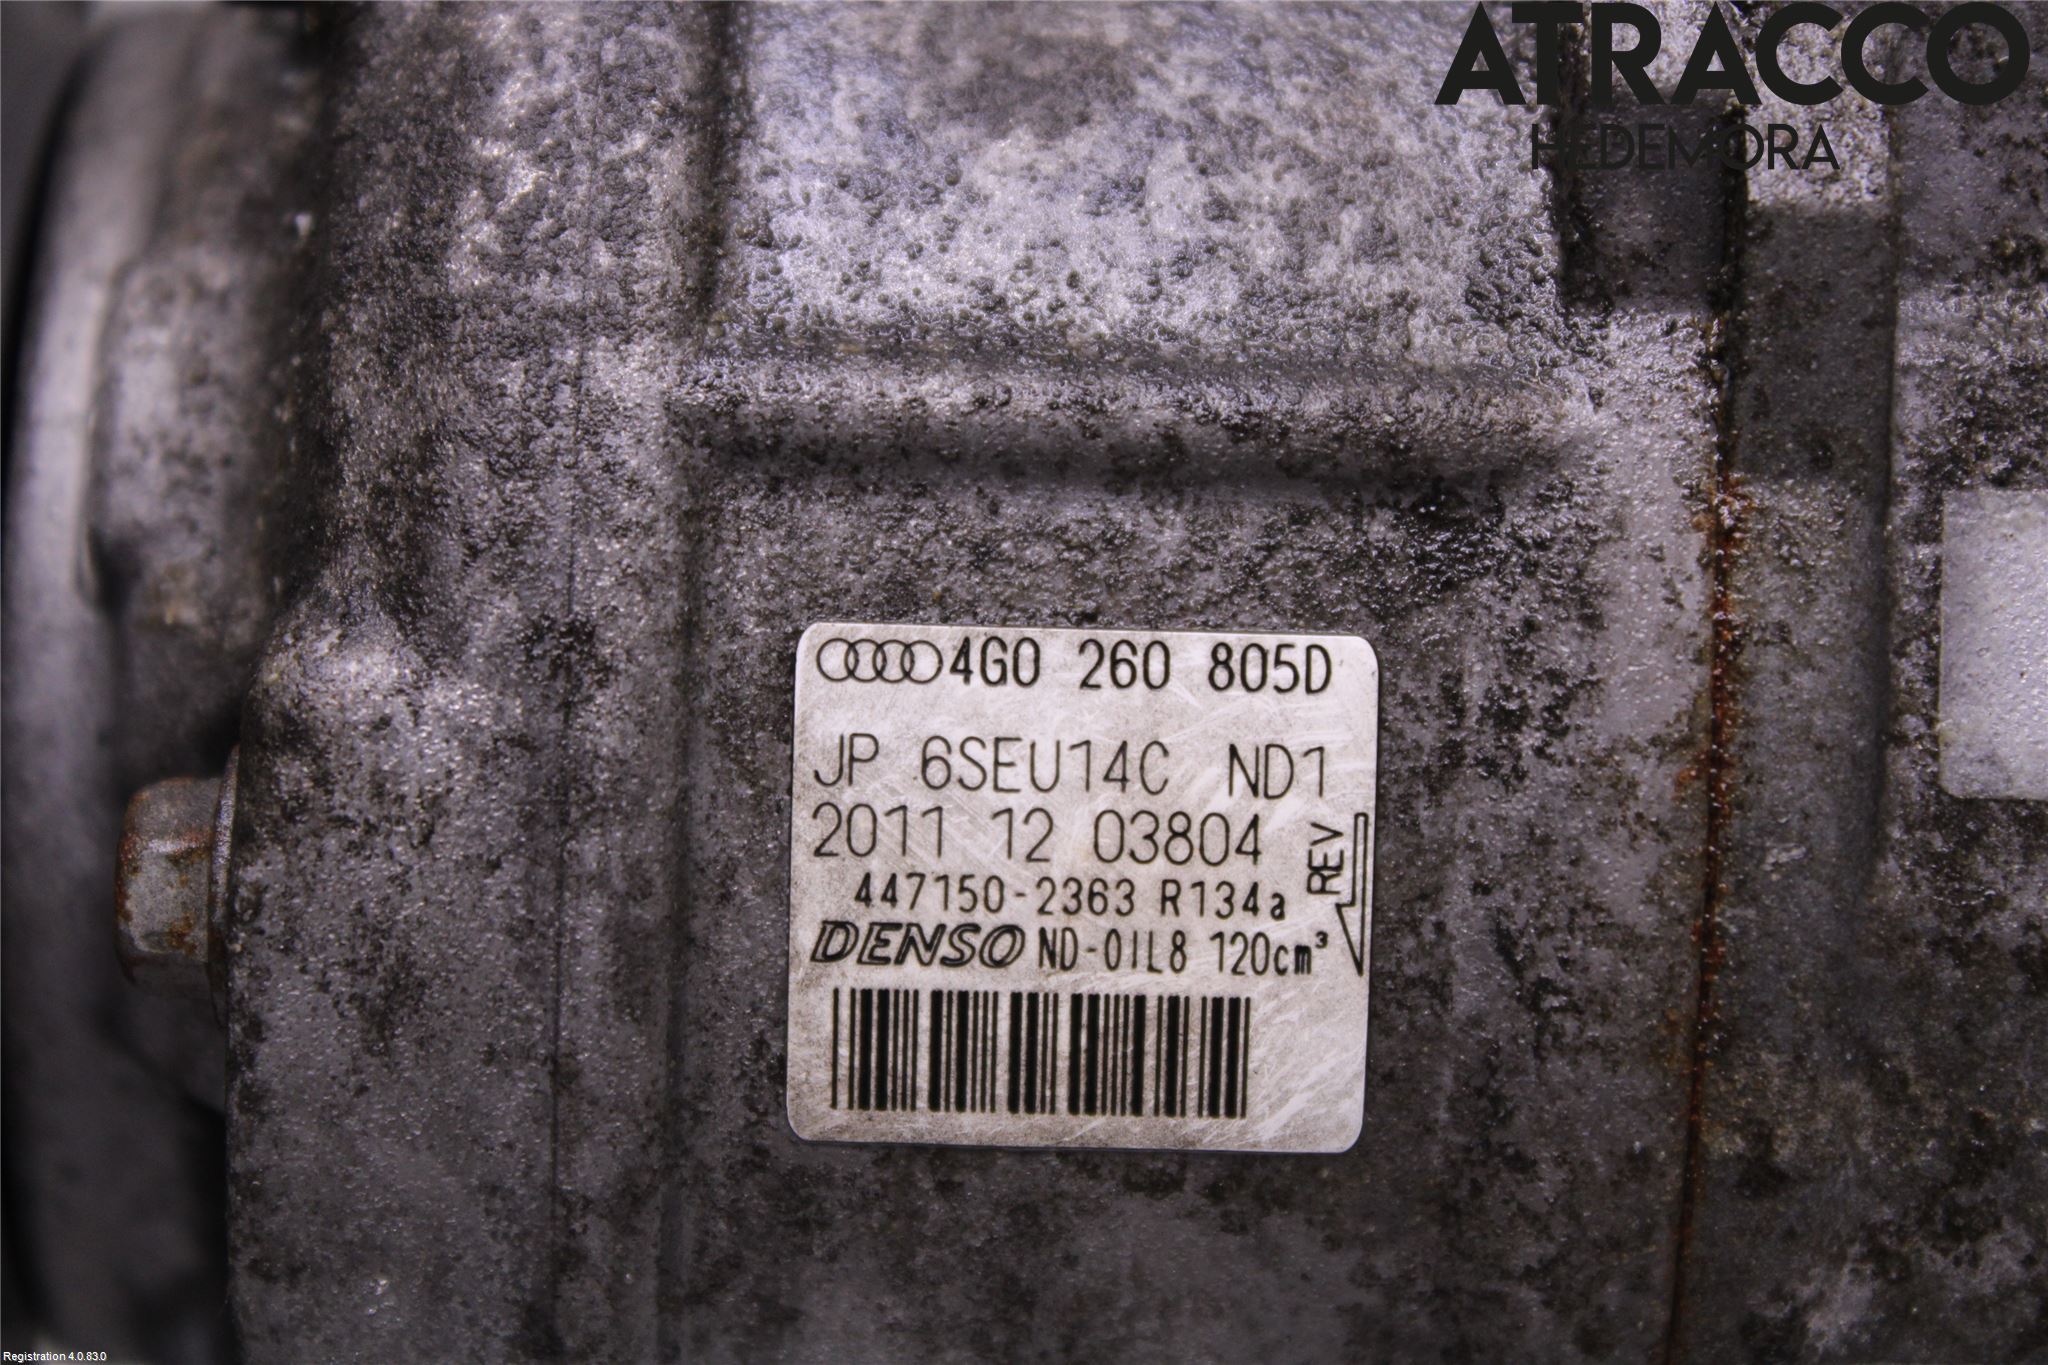 ATRACCO
HEDEMORA
4G0 260 805D
JP 6SEU14C ND1
2011 12 03804
REV
447150-2363 R134a
DENSO ND-OIL8 120cm³
Registration 4.0.83.0